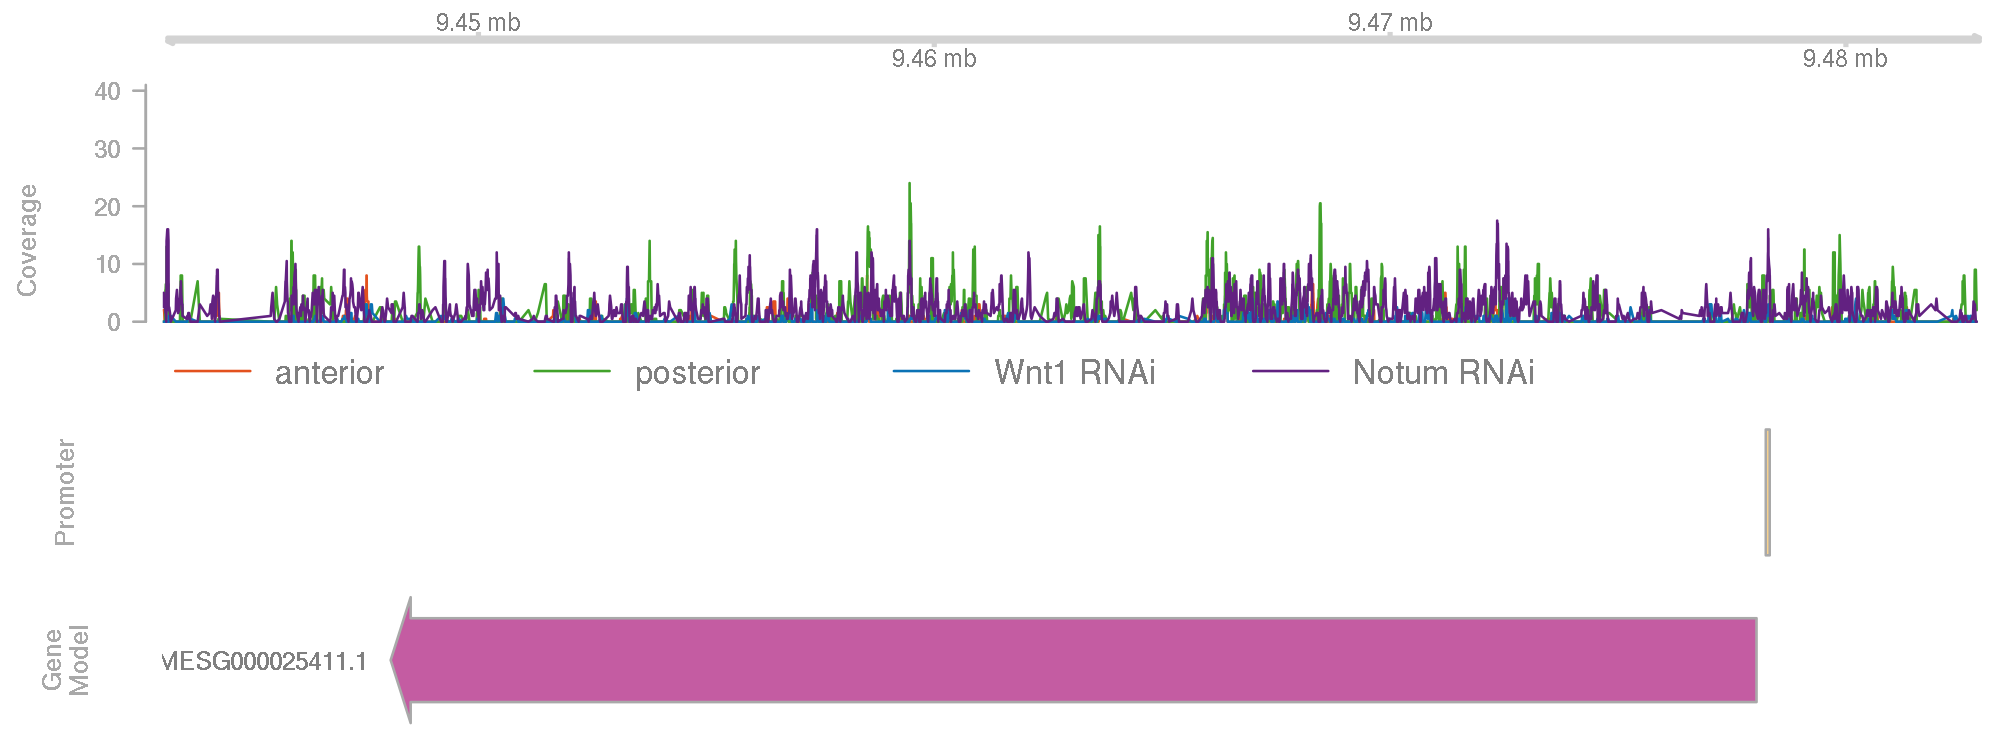 9.45 mb
9.47 mb
9.46 mb
9.48 mb
Coverage
40
30
20
10
0
anterior
posterior
Wnt1 RNAi
Notum RNAi
Promoter
Gene
Model
MESG000025411.1